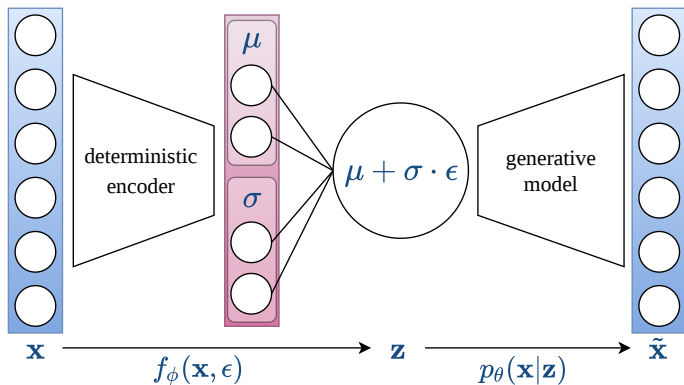 μ
deterministic
encoder
σ
μ + σ · ϵ
generative
model
x
z
x̃
f_ϕ(x, ϵ)
p_θ(x|z)